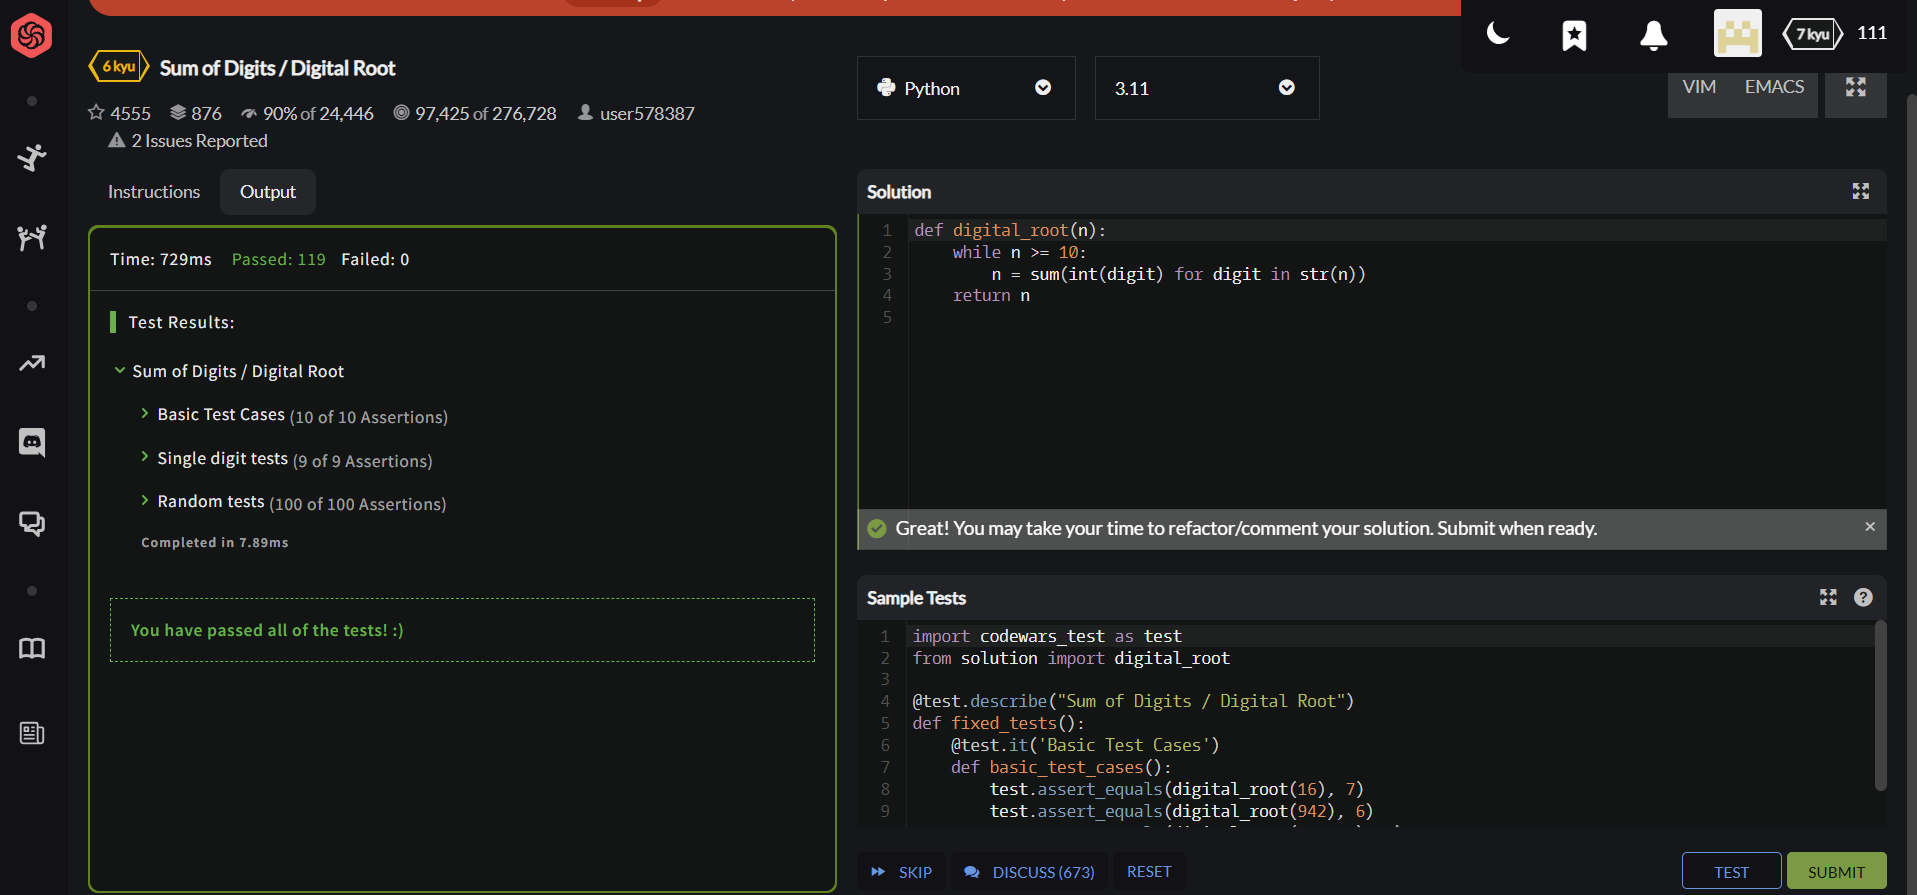 7 kyu 111
6 kyu Sum of Digits / Digital Root
4555 876 90% of 24,446 97,425 of 276,728 user578387
2 Issues Reported
Python 3.11 VIM EMACS
Instructions Output
Time: 729ms Passed: 119 Failed: 0
Test Results:
Sum of Digits / Digital Root
Basic Test Cases (10 of 10 Assertions)
Single digit tests (9 of 9 Assertions)
Random tests (100 of 100 Assertions)
Completed in 7.89ms
You have passed all of the tests! :)
Solution
1 def digital_root(n):
2     while n >= 10:
3         n = sum(int(digit) for digit in str(n))
4     return n
5
Great! You may take your time to refactor/comment your solution. Submit when ready. ×
Sample Tests ?
1 import codewars_test as test
2 from solution import digital_root
3
4 @test.describe("Sum of Digits / Digital Root")
5 def fixed_tests():
6     @test.it('Basic Test Cases')
7     def basic_test_cases():
8         test.assert_equals(digital_root(16), 7)
9         test.assert_equals(digital_root(942), 6)
SKIP DISCUSS (673) RESET TEST SUBMIT